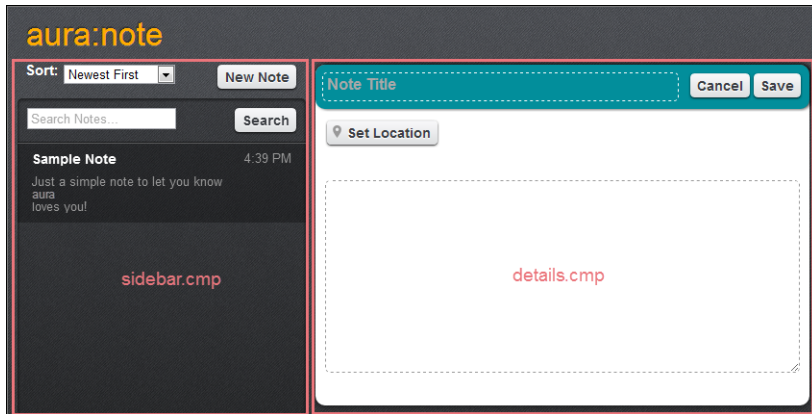 aura:note
Sort: Newest First New Note
Search Notes... Search
Sample Note 4:39 PM
Just a simple note to let you know
aura
loves you!
sidebar.cmp
Note Title Cancel Save
Set Location
details.cmp